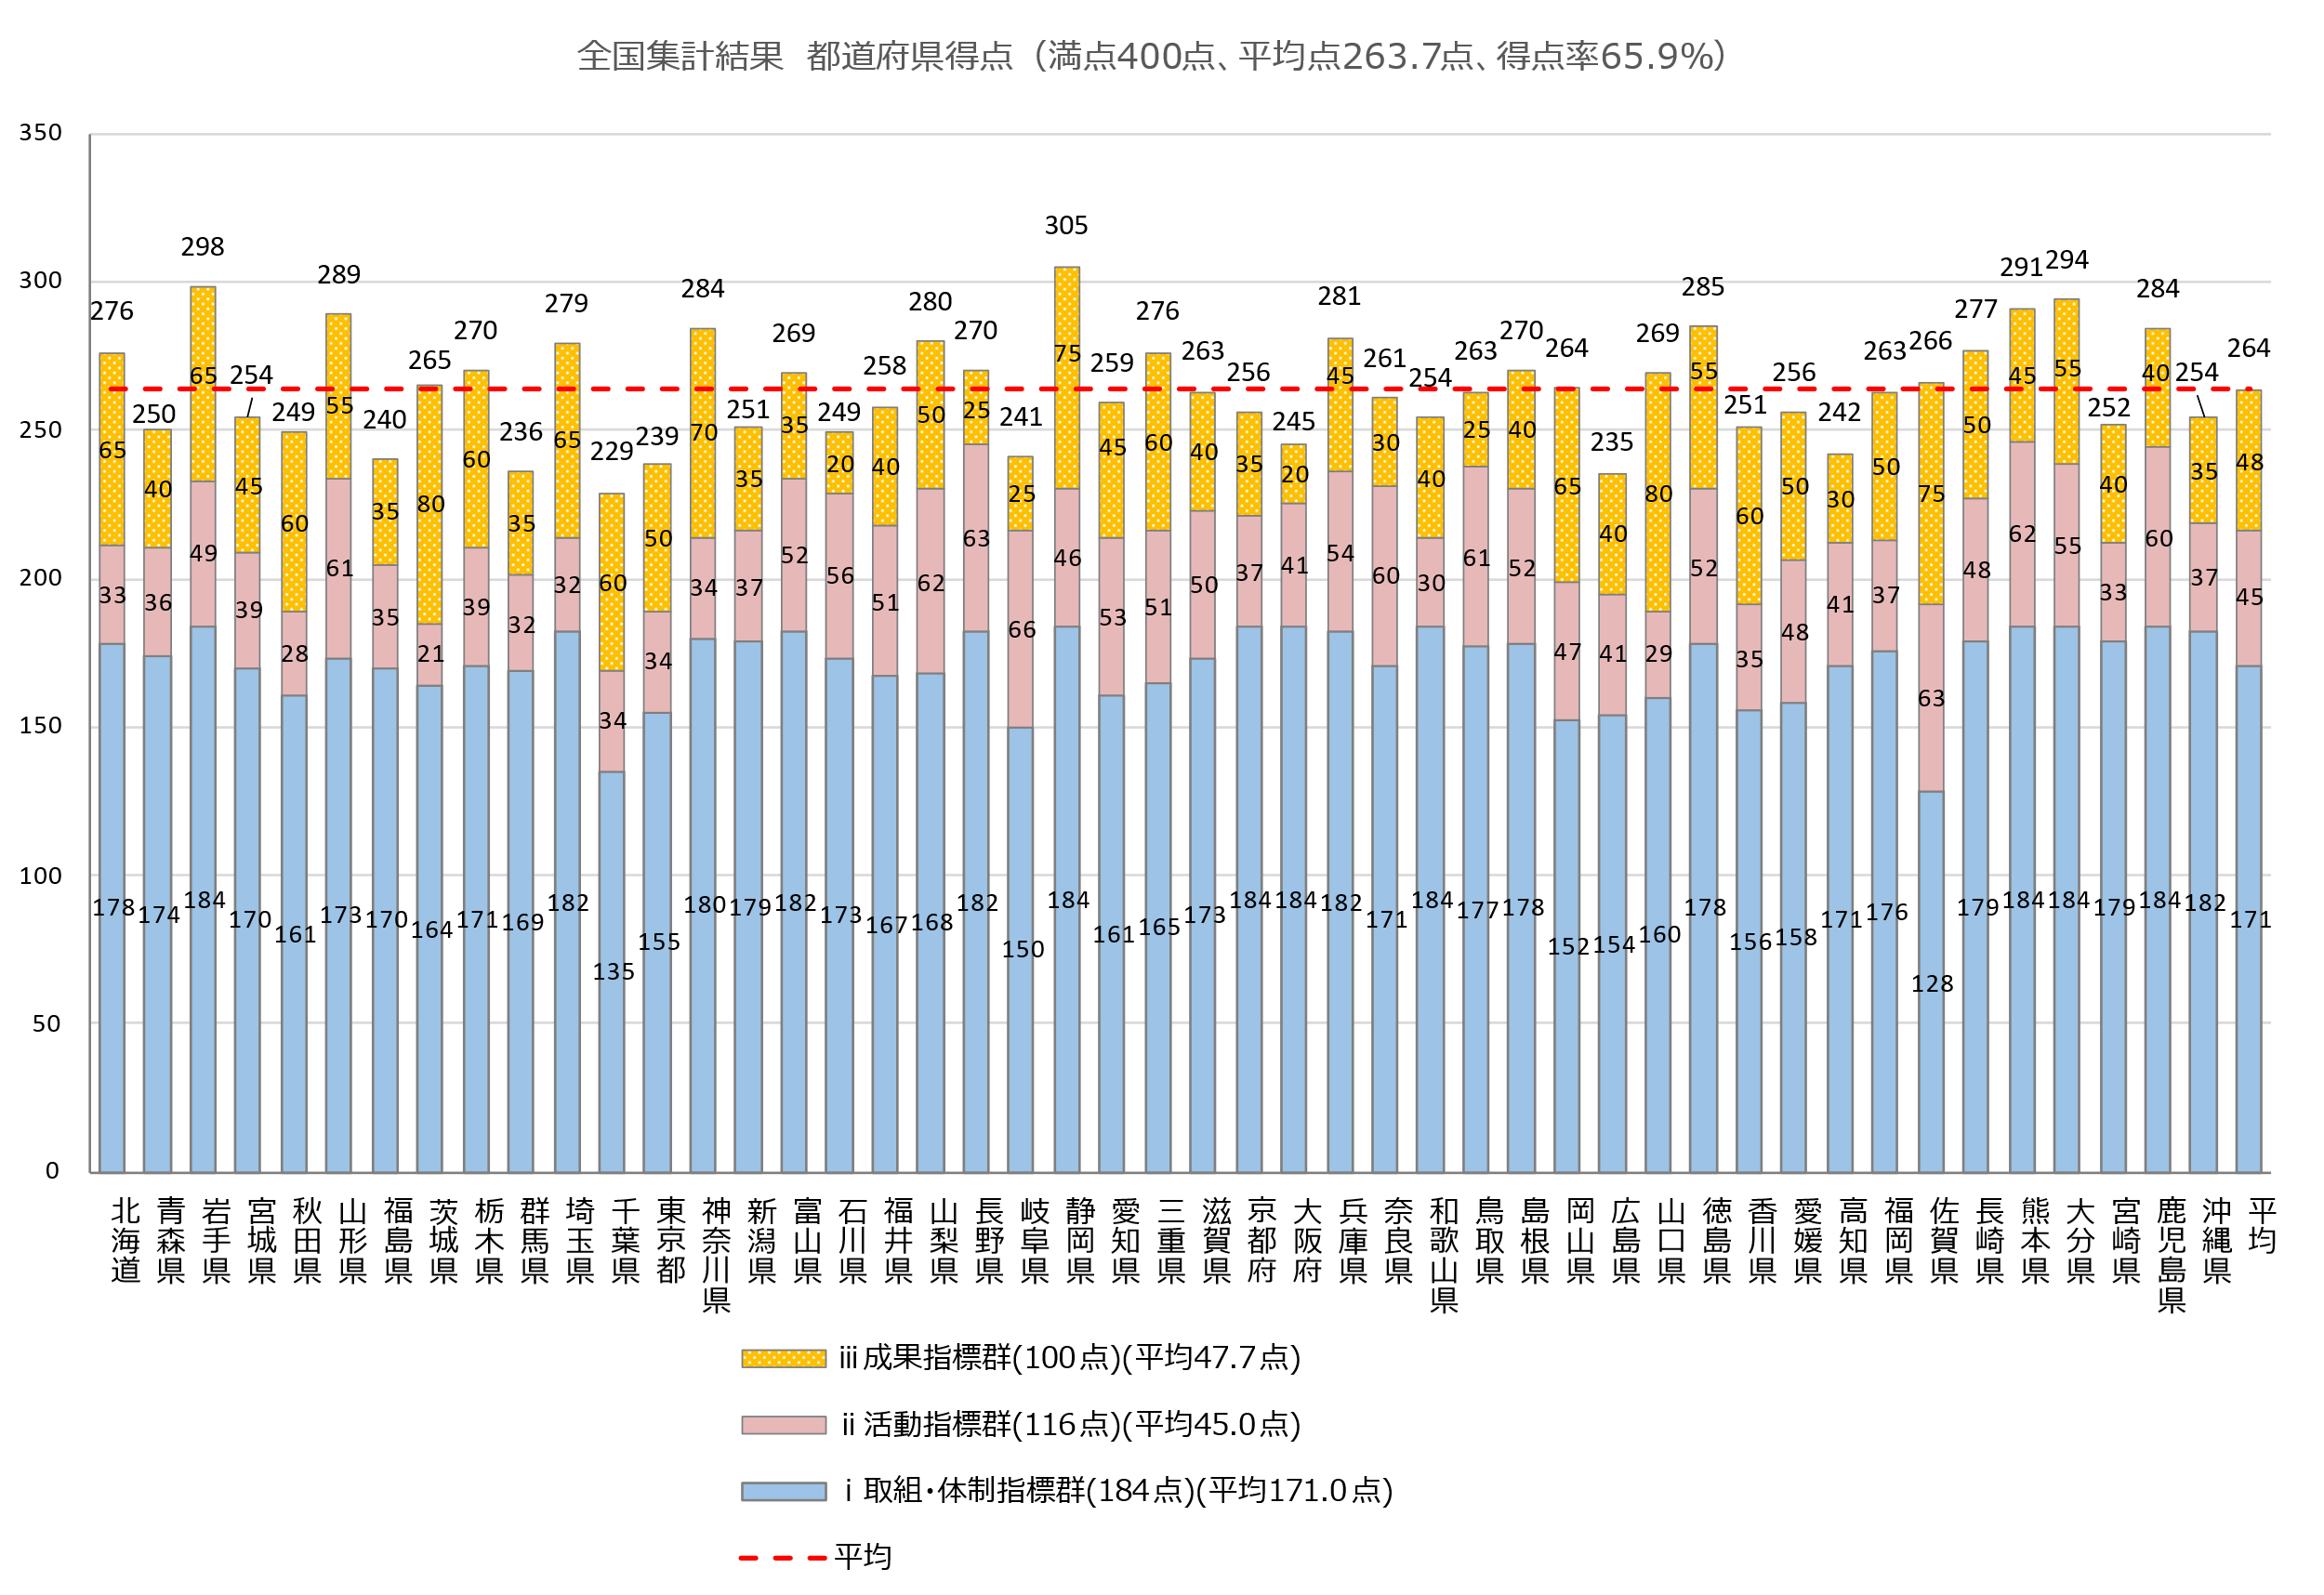 全国集計結果　都道府県得点（満点400点、平均点263.7点、得点率65.9%）
350
300
250
200
150
100
50
0
276 250 298 254 249 289 240 265 270 236 279 229 239 284 251 269 249 258 280 270 241 305 259 276 263 256 245 281 261 254 263 270 264 235 269 285 251 256 242 263 266 277 291 294 252 284 254 264
65 40 65 45 60 55 35 80 60 35 65 60 50 70 35 35 20 40 50 25 25 75 45 60 40 35 20 45 30 40 25 40 65 40 80 55 60 50 30 50 75 50 45 55 40 40 35 48
33 36 49 39 28 61 35 21 39 32 32 34 34 34 37 52 56 51 62 63 66 46 53 51 50 37 41 54 60 30 61 52 47 41 29 52 35 48 41 37 63 48 62 55 33 60 37 45
178 174 184 170 161 173 170 164 171 169 182 135 155 180 179 182 173 167 168 182 150 184 161 165 173 184 184 182 171 184 177 178 152 154 160 178 156 158 171 176 128 179 184 184 179 184 182 171
北海道
青森県
岩手県
宮城県
秋田県
山形県
福島県
茨城県
栃木県
群馬県
埼玉県
千葉県
東京都
神奈川県
新潟県
富山県
石川県
福井県
山梨県
長野県
岐阜県
静岡県
愛知県
三重県
滋賀県
京都府
大阪府
兵庫県
奈良県
和歌山県
鳥取県
島根県
岡山県
広島県
山口県
徳島県
香川県
愛媛県
高知県
福岡県
佐賀県
長崎県
熊本県
大分県
宮崎県
鹿児島県
沖縄県
平均
ⅲ成果指標群(100点)(平均47.7点)
ⅱ活動指標群(116点)(平均45.0点)
ⅰ取組・体制指標群(184点)(平均171.0点)
平均